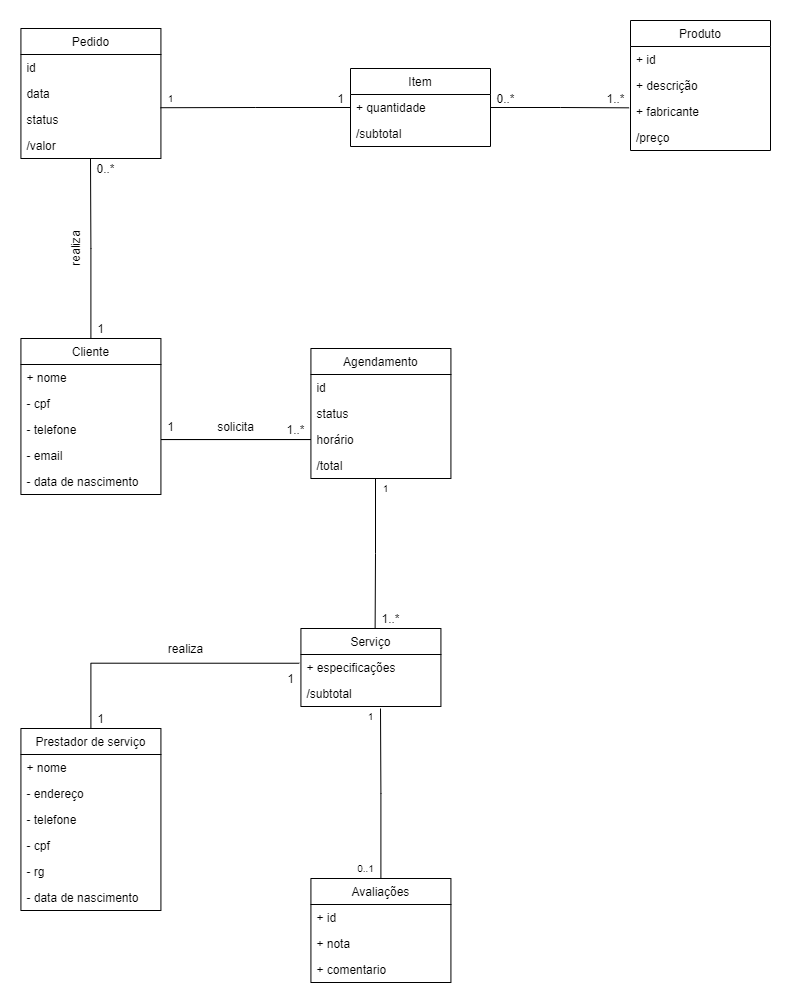 Pedido
id
data
status
/valor
1
1
Item
+ quantidade
/subtotal
0..*
1..*
Produto
+ id
+ descrição
+ fabricante
/preço
0..*
realiza
1
Cliente
+ nome
- cpf
- telefone
- email
- data de nascimento
1
solicita
1..*
Agendamento
id
status
horário
/total
1
1..*
Serviço
+ especificações
/subtotal
realiza
1
1
Prestador de serviço
+ nome
- endereço
- telefone
- cpf
- rg
- data de nascimento
1
0..1
Avaliações
+ id
+ nota
+ comentario